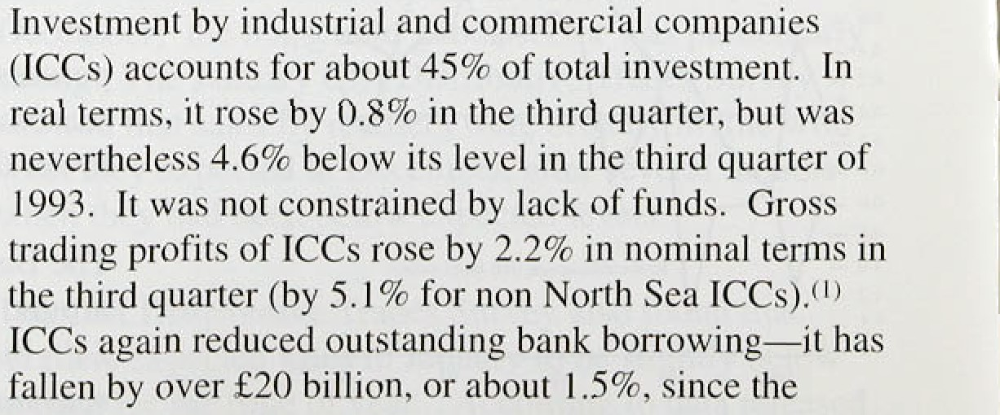 Investment by industrial and commercial companies
(ICCs) accounts for about 45% of total investment.  In
real terms, it rose by 0.8% in the third quarter, but was
nevertheless 4.6% below its level in the third quarter of
1993.  It was not constrained by lack of funds.  Gross
trading profits of ICCs rose by 2.2% in nominal terms in
the third quarter (by 5.1% for non North Sea ICCs).(1)
ICCs again reduced outstanding bank borrowing—it has
fallen by over £20 billion, or about 1.5%, since the